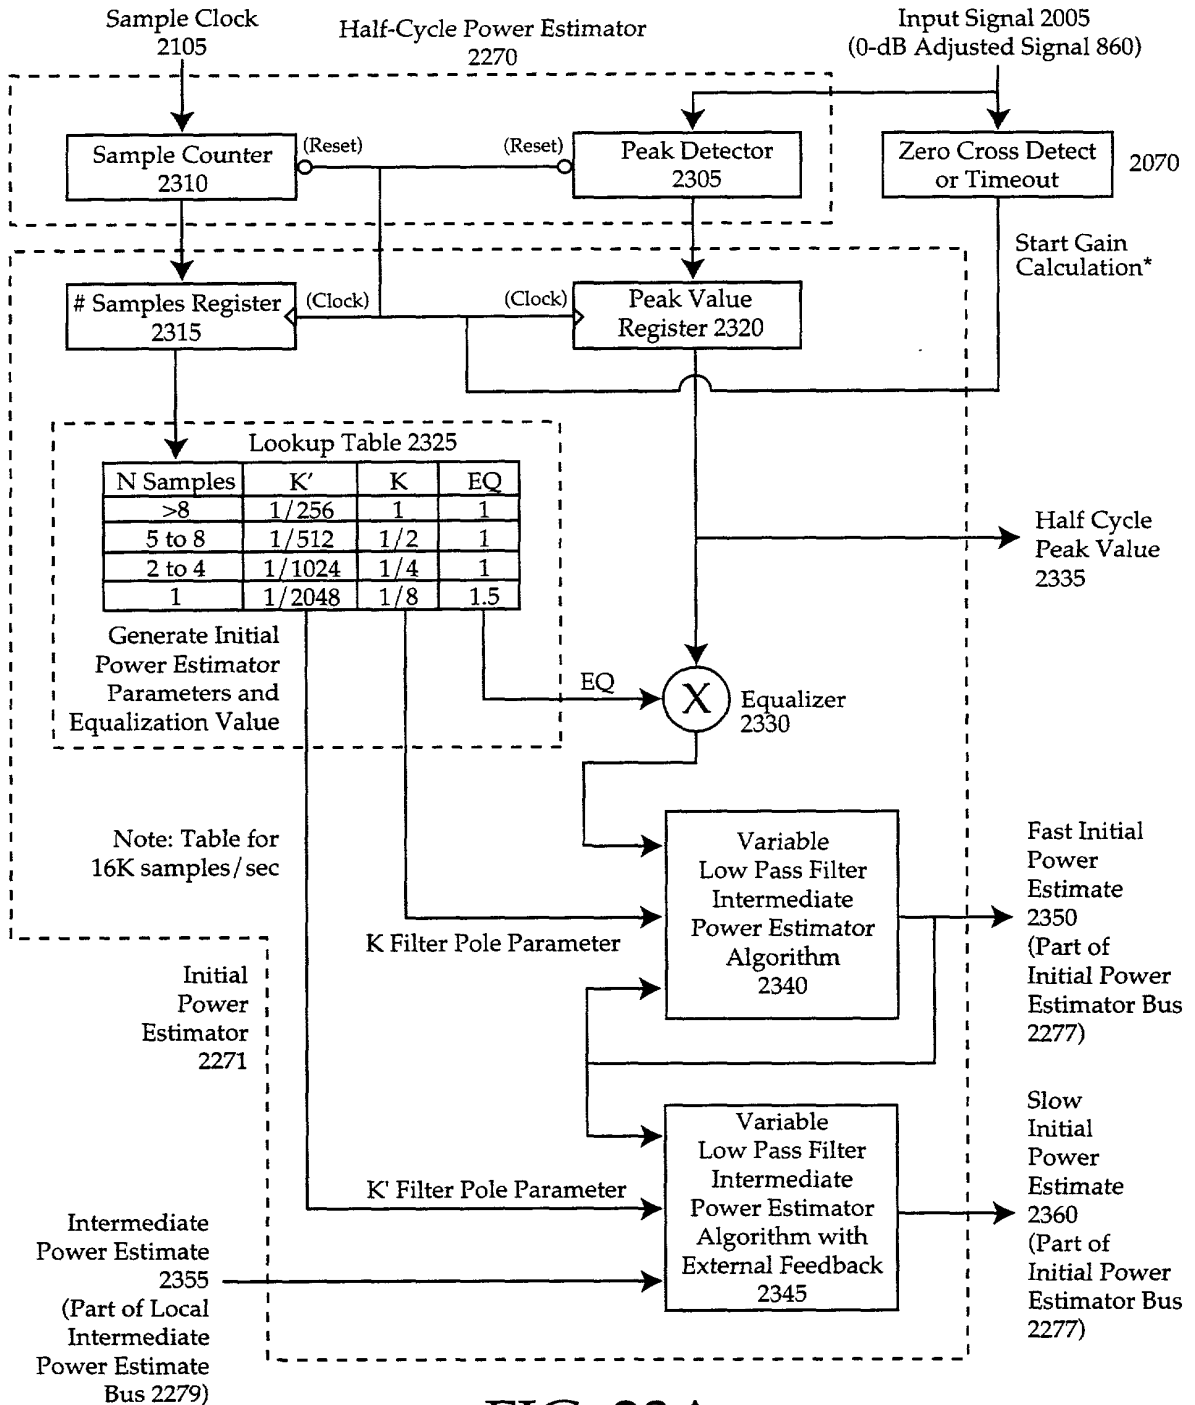 Sample Clock
2105
Half-Cycle Power Estimator
2270
Input Signal 2005
(0-dB Adjusted Signal 860)
Sample Counter
2310
(Reset)
(Reset)
Peak Detector
2305
Zero Cross Detect
or Timeout
2070
Start Gain
Calculation*
# Samples Register
2315
(Clock)
(Clock)
Peak Value
Register 2320
Lookup Table 2325
N Samples K' K EQ
>8 1/256 1 1
5 to 8 1/512 1/2 1
2 to 4 1/1024 1/4 1
1 1/2048 1/8 1.5
Generate Initial
Power Estimator
Parameters and
Equalization Value
Half Cycle
Peak Value
2335
EQ
X
Equalizer
2330
Note: Table for
16K samples/sec
Variable
Low Pass Filter
Intermediate
Power Estimator
Algorithm
2340
K Filter Pole Parameter
Fast Initial
Power
Estimate
2350
(Part of
Initial Power
Estimator Bus
2277)
Initial
Power
Estimator
2271
Variable
Low Pass Filter
Intermediate
Power Estimator
Algorithm with
External Feedback
2345
K' Filter Pole Parameter
Slow
Initial
Power
Estimate
2360
(Part of
Initial Power
Estimator Bus
2277)
Intermediate
Power Estimate
2355
(Part of Local
Intermediate
Power Estimate
Bus 2279)